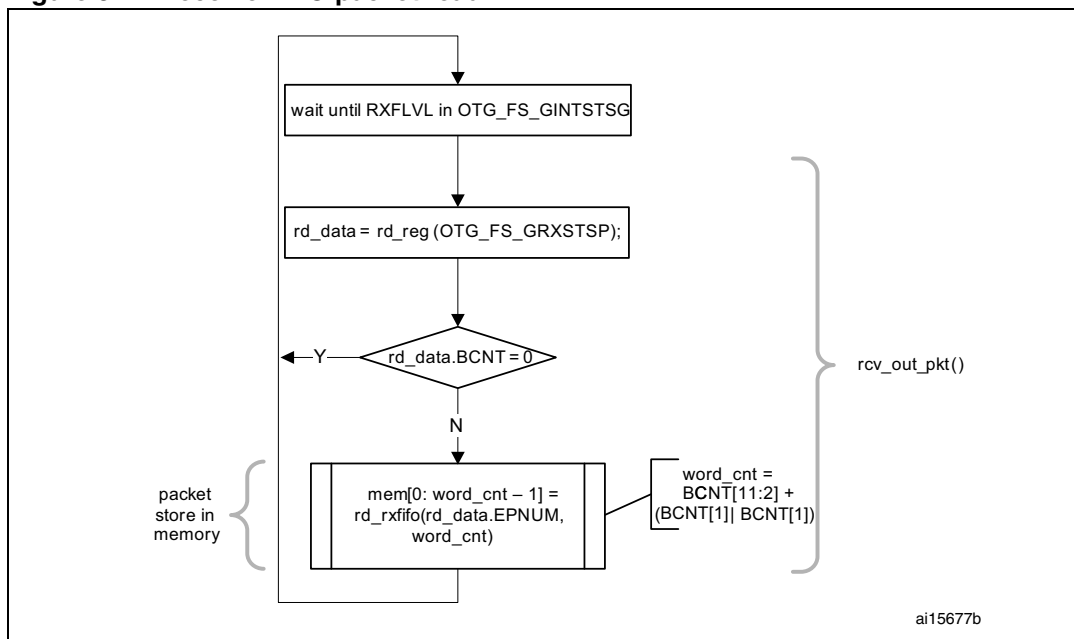 wait until RXFLVL in OTG_FS_GINTSTSG
rd_data = rd_reg (OTG_FS_GRXSTSP);
Y
rd_data.BCNT = 0
rcv_out_pkt()
N
packet
store in
memory
mem[0: word_cnt – 1] =
rd_rxfifo(rd_data.EPNUM,
word_cnt)
word_cnt =
BCNT[11:2] +
(BCNT[1] | BCNT[1])
ai15677b